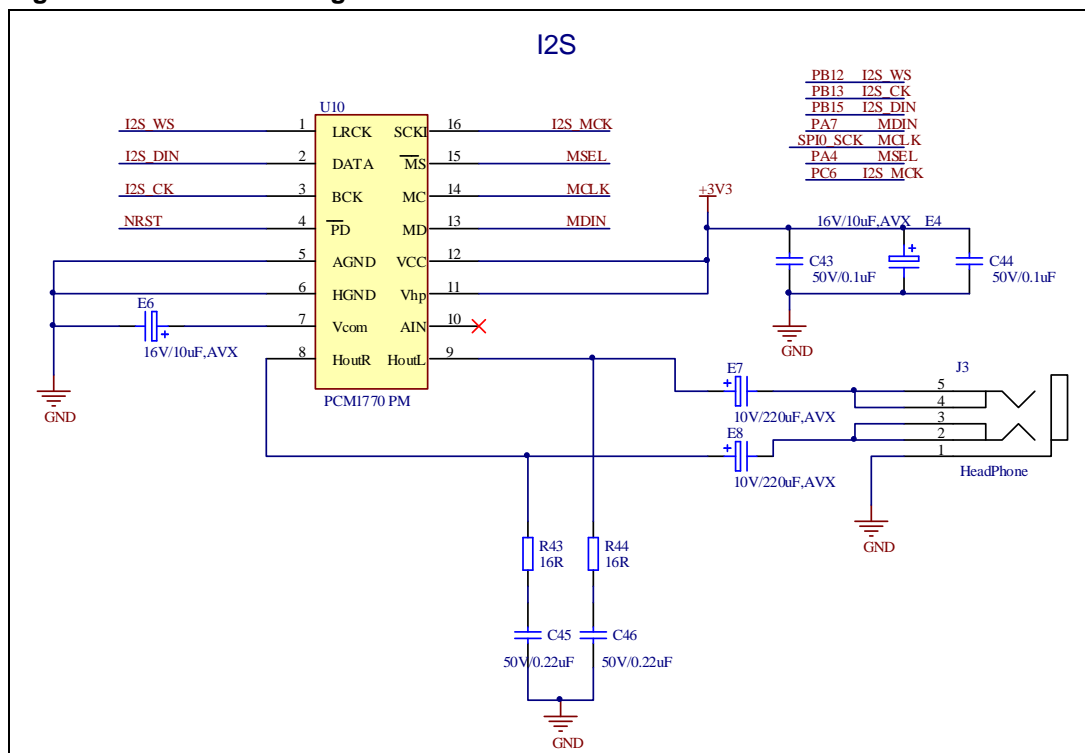 I2S
PB12 I2S_WS
PB13 I2S_CK
PB15 I2S_DIN
PA7 MDIN
SPI0_SCK MCLK
PA4 MSEL
PC6 I2S_MCK
U10
I2S_WS 1 LRCK SCKI 16 I2S_MCK
I2S_DIN 2 DATA MS 15 MSEL
I2S_CK 3 BCK MC 14 MCLK
NRST 4 PD MD 13 MDIN
5 AGND VCC 12
6 HGND Vhp 11
7 Vcom AIN 10
8 HoutR HoutL 9
PCM1770 PM
E6
+
16V/10uF,AVX
GND
+3V3
16V/10uF,AVX E4
+
C43
50V/0.1uF
C44
50V/0.1uF
GND
E7
+
10V/220uF,AVX
E8
+
10V/220uF,AVX
J3
5
4
3
2
1
HeadPhone
GND
R43
16R
R44
16R
C45
50V/0.22uF
C46
50V/0.22uF
GND